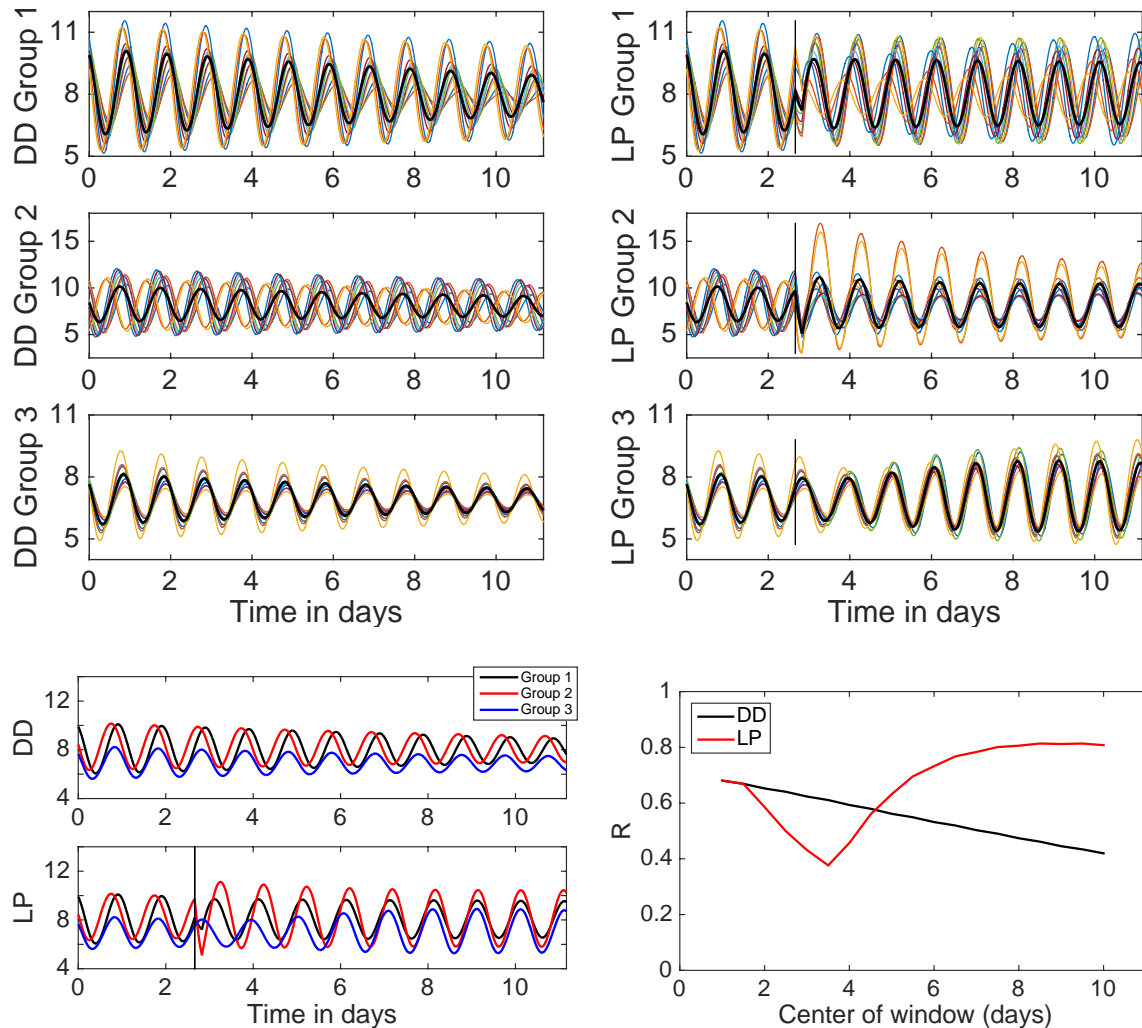 DD Group 1
11
8
5
0 2 4 6 8 10
LP Group 1
11
8
5
0 2 4 6 8 10
DD Group 2
15
10
5
0 2 4 6 8 10
LP Group 2
15
10
5
0 2 4 6 8 10
DD Group 3
11
8
5
0 2 4 6 8 10
Time in days
LP Group 3
11
8
5
0 2 4 6 8 10
Time in days
DD
12
8
4
0 2 4 6 8 10
Group 1
Group 2
Group 3
LP
12
8
4
0 2 4 6 8 10
Time in days
R
1
0.8
0.6
0.4
0.2
0
DD
LP
0 2 4 6 8 10
Center of window (days)